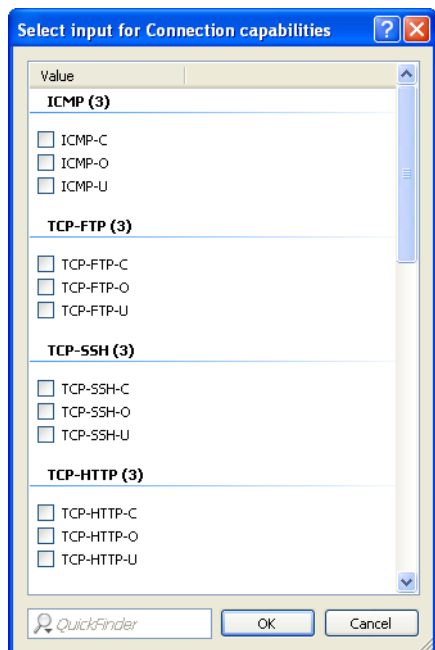 Select input for Connection capabilities
Value
ICMP (3)
ICMP-C
ICMP-O
ICMP-U
TCP-FTP (3)
TCP-FTP-C
TCP-FTP-O
TCP-FTP-U
TCP-SSH (3)
TCP-SSH-C
TCP-SSH-O
TCP-SSH-U
TCP-HTTP (3)
TCP-HTTP-C
TCP-HTTP-O
TCP-HTTP-U
QuickFinder OK Cancel